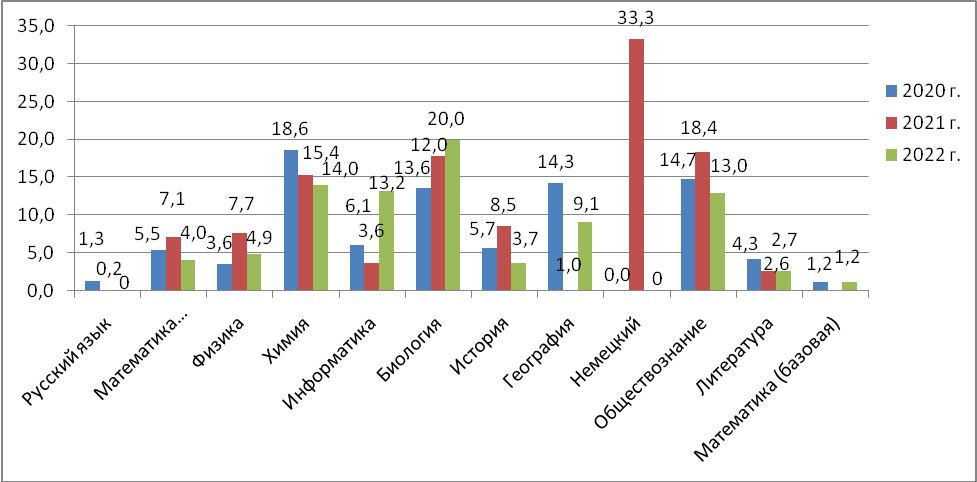 35,0
30,0
25,0
20,0
15,0
10,0
5,0
0,0
1,3
0,2
0
5,5
7,1
4,0
3,6
7,7
4,9
18,6
15,4
14,0
6,1
3,6
13,2
13,6
12,0
20,0
5,7
8,5
3,7
14,3
1,0
9,1
0,0
33,3
0
14,7
18,4
13,0
4,3
2,6
2,7
1,2
1,2
Русский язык
Математика...
Физика
Химия
Информатика
Биология
История
География
Немецкий
Обществознание
Литература
Математика (базовая)
2020 г.
2021 г.
2022 г.